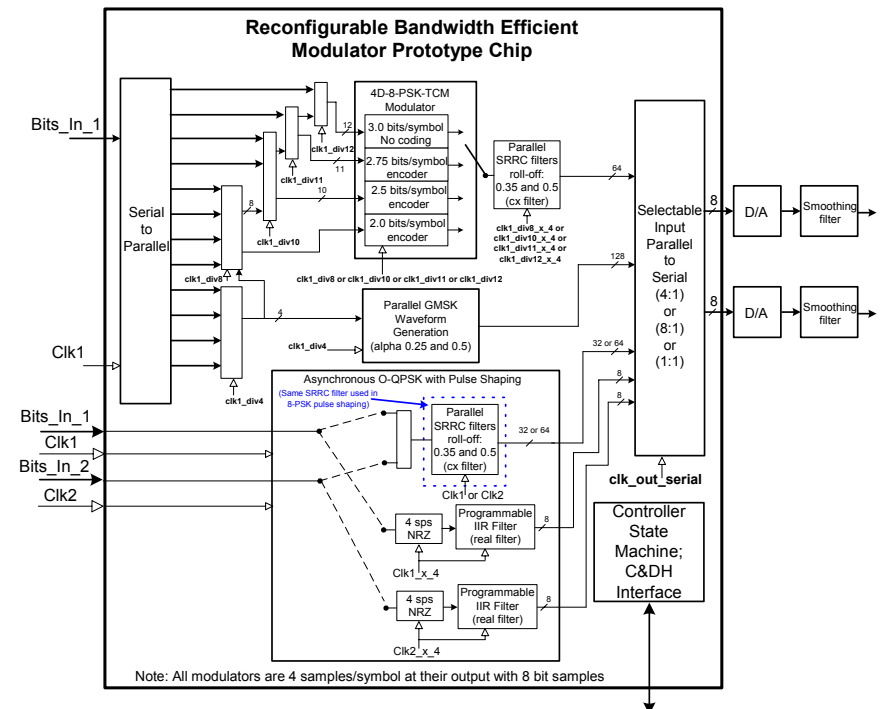 Reconfigurable Bandwidth Efficient
Modulator Prototype Chip
Bits_In_1
Clk1
Serial
to
Parallel
clk1_div12
clk1_div11
clk1_div10
clk1_div8
clk1_div4
8
4
12
11
10
4D-8-PSK-TCM
Modulator
3.0 bits/symbol
No coding
2.75 bits/symbol
encoder
2.5 bits/symbol
encoder
2.0 bits/symbol
encoder
clk1_div8 or clk1_div10 or clk1_div11 or clk1_div12
Parallel
SRRC filters
roll-off:
0.35 and 0.5
(cx filter)
clk1_div8_x_4 or
clk1_div10_x_4 or
clk1_div11_x_4 or
clk1_div12_x_4
64
Parallel GMSK
Waveform
Generation
(alpha 0.25 and 0.5)
clk1_div4
128
Selectable
Input
Parallel
to
Serial
(4:1)
or
(8:1)
or
(1:1)
clk_out_serial
8
D/A
Smoothing
filter
8
D/A
Smoothing
filter
32 or 64
8
8
Bits_In_1
Clk1
Bits_In_2
Clk2
Asynchronous O-QPSK with Pulse Shaping
(Same SRRC filter used in
8-PSK pulse shaping)
Parallel
SRRC filters
roll-off:
0.35 and 0.5
(cx filter)
32 or 64
Clk1 or Clk2
4 sps
NRZ
Programmable
IIR Filter
(real filter)
8
Clk1_x_4
4 sps
NRZ
Programmable
IIR Filter
(real filter)
8
Clk2_x_4
Controller
State
Machine;
C&DH
Interface
Note: All modulators are 4 samples/symbol at their output with 8 bit samples